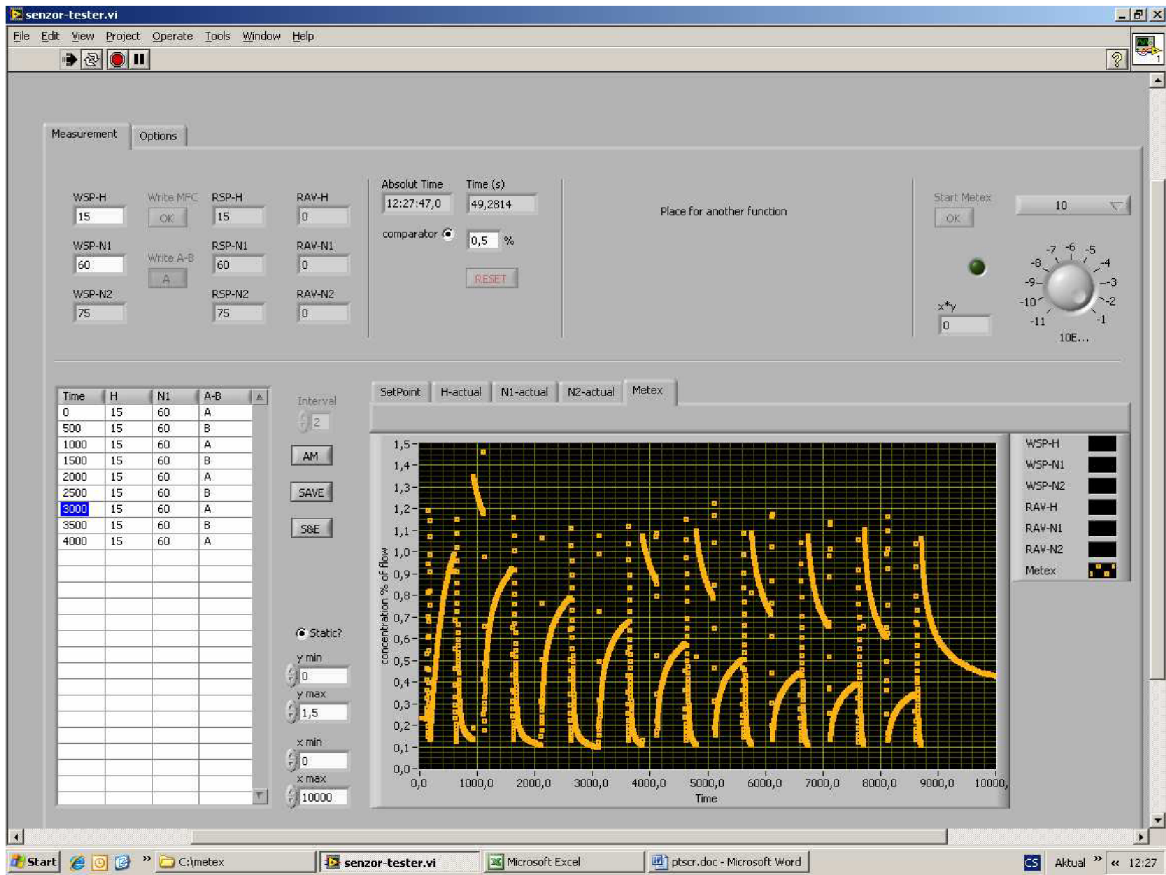 senzor-tester.vi
File Edit View Project Operate Tools Window Help
?
1
Measurement Options
WSP-H Write MFC RSP-H RAV-H
15 OK 15 0
WSP-N1 Write A-B RSP-N1 RAV-N1
60 A 60 0
WSP-N2 RSP-N2 RAV-N2
75 75 0
Absolut Time Time (s)
12:27:47,0 49,2814
comparator 0,5 %
RESET
Place for another function
Start Metex
OK
10
x*y
0
-11 -10 -9 -8 -7 -6 -5 -4 -3 -2 -1
10E...
Time H N1 A-B
0 15 60 A
500 15 60 B
1000 15 60 A
1500 15 60 B
2000 15 60 A
2500 15 60 B
3000 15 60 A
3500 15 60 B
4000 15 60 A
Interval
2
AM
SAVE
S&E
Static?
y min
0
y max
1,5
x min
0
x max
10000
SetPoint H-actual N1-actual N2-actual Metex
concentration % of flow
1,5
1,4
1,3
1,2
1,1
1,0
0,9
0,8
0,7
0,6
0,5
0,4
0,3
0,2
0,1
0,0
0,0 1000,0 2000,0 3000,0 4000,0 5000,0 6000,0 7000,0 8000,0 9000,0 10000,
Time
WSP-H
WSP-N1
WSP-N2
RAV-H
RAV-N1
RAV-N2
Metex
Start » C:\metex senzor-tester.vi Microsoft Excel ptscr.doc - Microsoft Word CS Aktual » « 12:27